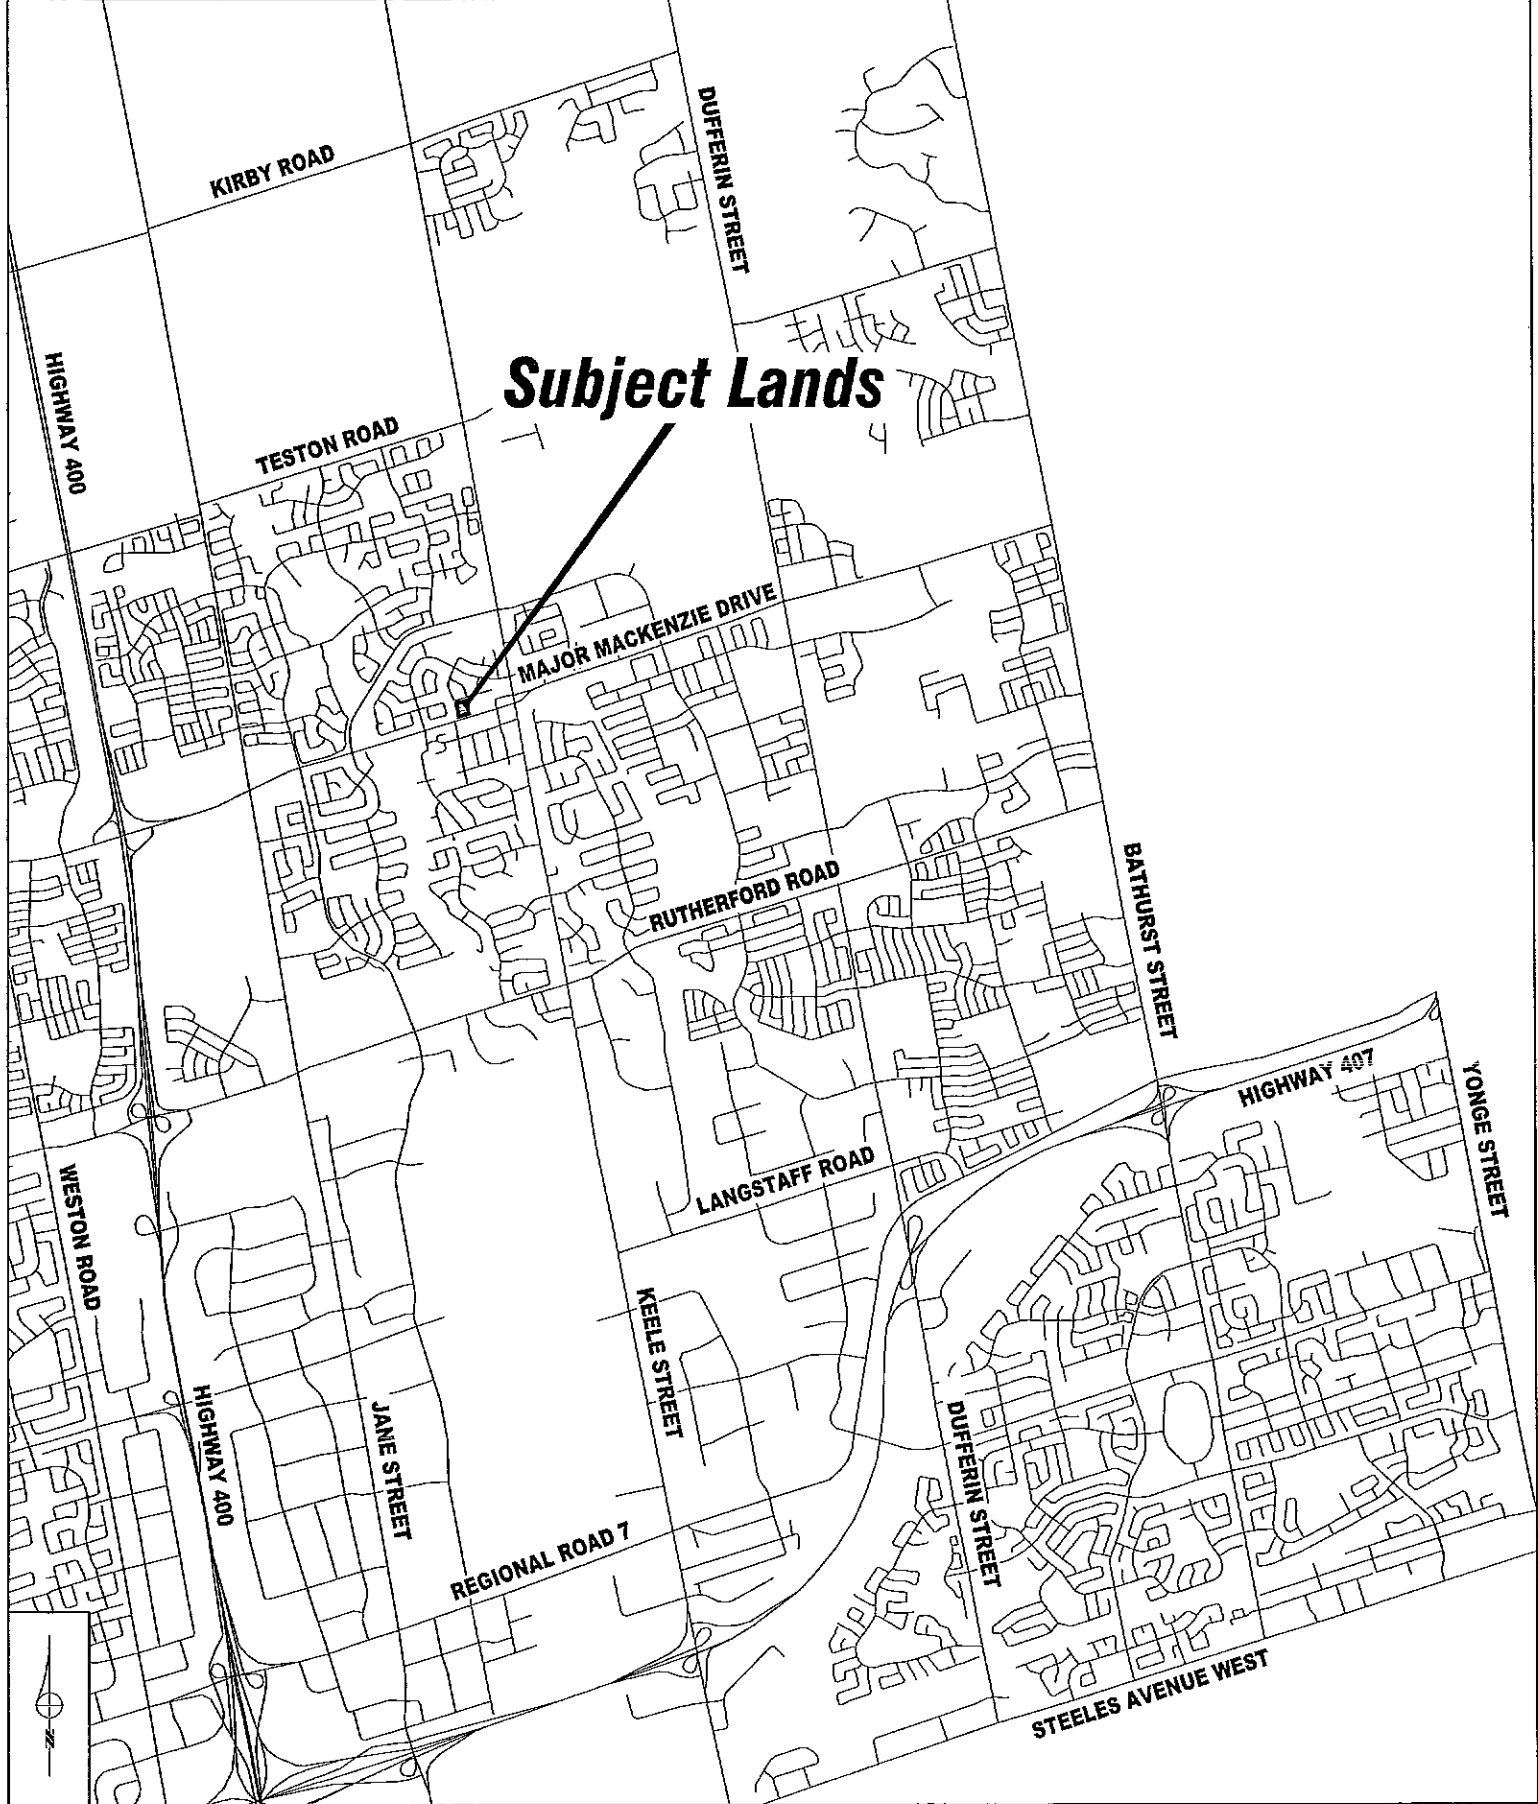 KIRBY ROAD
DUFFERIN STREET
HIGHWAY 400
Subject Lands
TESTON ROAD
MAJOR MACKENZIE DRIVE
RUTHERFORD ROAD
BATHURST STREET
HIGHWAY 407
YONGE STREET
LANGSTAFF ROAD
WESTON ROAD
KEELE STREET
HIGHWAY 400
JANE STREET
DUFFERIN STREET
REGIONAL ROAD 7
STEELES AVENUE WEST
N